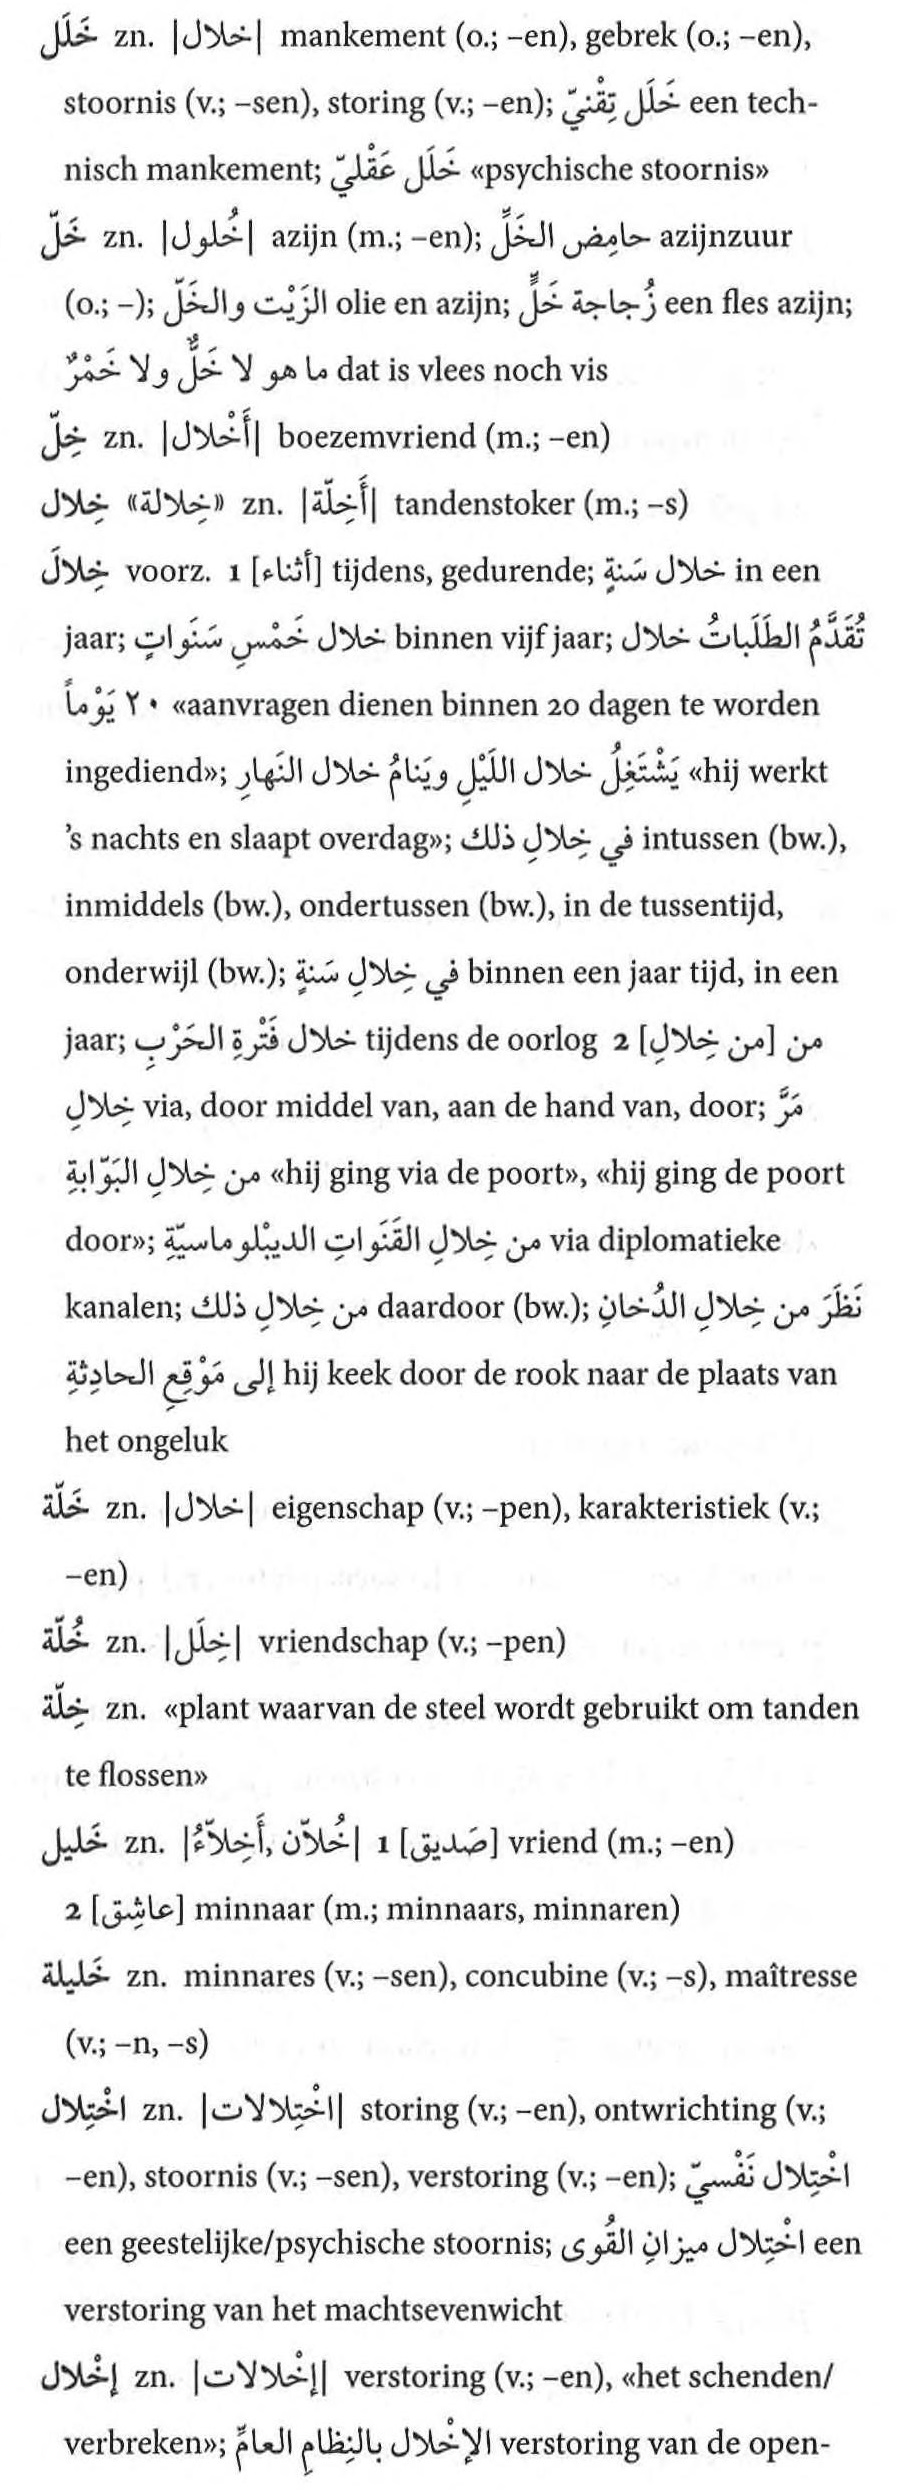 خَلَل zn. |خلال| mankement (o.; –en), gebrek (o.; –en),
stoornis (v.; –sen), storing (v.; –en); خَلَل تِقْنيّ een tech-
nisch mankement; خَلَل عَقْليّ «psychische stoornis»
خَلّ zn. |خُلول| azijn (m.; –en); حامِض الخَلِّ azijnzuur
(o.; –); الزَيْت والخَلّ olie en azijn; زُجاجة خَلٍّ een fles azijn;
ما هو لا خَلٌّ ولا خَمْرٌ dat is vlees noch vis
خِلّ zn. |أَخْلال| boezemvriend (m.; –en)
خِلال «خِلالة» zn. |أَخِلّة| tandenstoker (m.; –s)
خِلالَ voorz. 1 [أثناء] tijdens, gedurende; خلال سَنةٍ in een
jaar; خلال خَمْسِ سَنَواتٍ binnen vijf jaar; تُقَدَّمُ الطَلَباتُ خلال
٢٠ يَوْماً «aanvragen dienen binnen 20 dagen te worden
ingediend»; يَشْتَغِلُ خلال اللَيْلِ ويَنامُ خلال النَهارِ «hij werkt
’s nachts en slaapt overdag»; في خِلالِ ذلك intussen (bw.),
inmiddels (bw.), ondertussen (bw.), in de tussentijd,
onderwijl (bw.); في خِلالِ سَنةٍ binnen een jaar tijd, in een
jaar; خلال فَتْرةِ الحَرْبِ tijdens de oorlog 2 [من خِلالِ] من
خِلالِ via, door middel van, aan de hand van, door; مَرَّ
من خِلالِ البَوّابةِ «hij ging via de poort», «hij ging de poort
door»; من خِلالِ القَنَواتِ الديبْلوماسيّةِ via diplomatieke
kanalen; من خِلالِ ذلك daardoor (bw.); نَظَرَ من خِلالِ الدُخانِ
إلى مَوْقِعِ الحادِثةِ hij keek door de rook naar de plaats van
het ongeluk
خَلّة zn. |خلال| eigenschap (v.; –pen), karakteristiek (v.;
–en)
خُلّة zn. |خِلَل| vriendschap (v.; –pen)
خِلّة zn. «plant waarvan de steel wordt gebruikt om tanden
te flossen»
خَليل zn. |خُلاّن, أَخِلاّءُ| 1 [صَديق] vriend (m.; –en)
2 [عاشِق] minnaar (m.; minnaars, minnaren)
خَليلة zn. minnares (v.; –sen), concubine (v.; –s), maîtresse
(v.; –n, –s)
اخْتِلال zn. |اخْتِلالات| storing (v.; –en), ontwrichting (v.;
–en), stoornis (v.; –sen), verstoring (v.; –en); اخْتِلال نَفْسيّ
een geestelijke/psychische stoornis; اخْتِلال ميزانِ القُوى een
verstoring van het machtsevenwicht
إخْلال zn. |إخْلالات| verstoring (v.; –en), «het schenden/
verbreken»; الإخْلال بالنِظامِ العامِّ verstoring van de open-